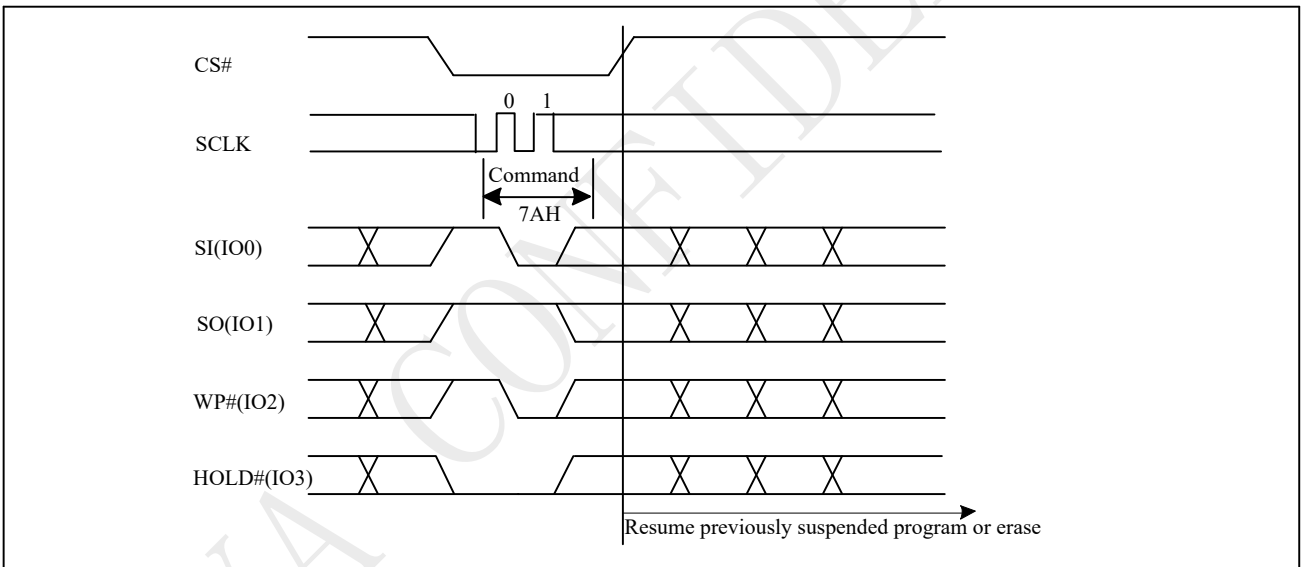 CS#
0 1
SCLK
Command
7AH
SI(IO0)
SO(IO1)
WP#(IO2)
HOLD#(IO3)
Resume previously suspended program or erase